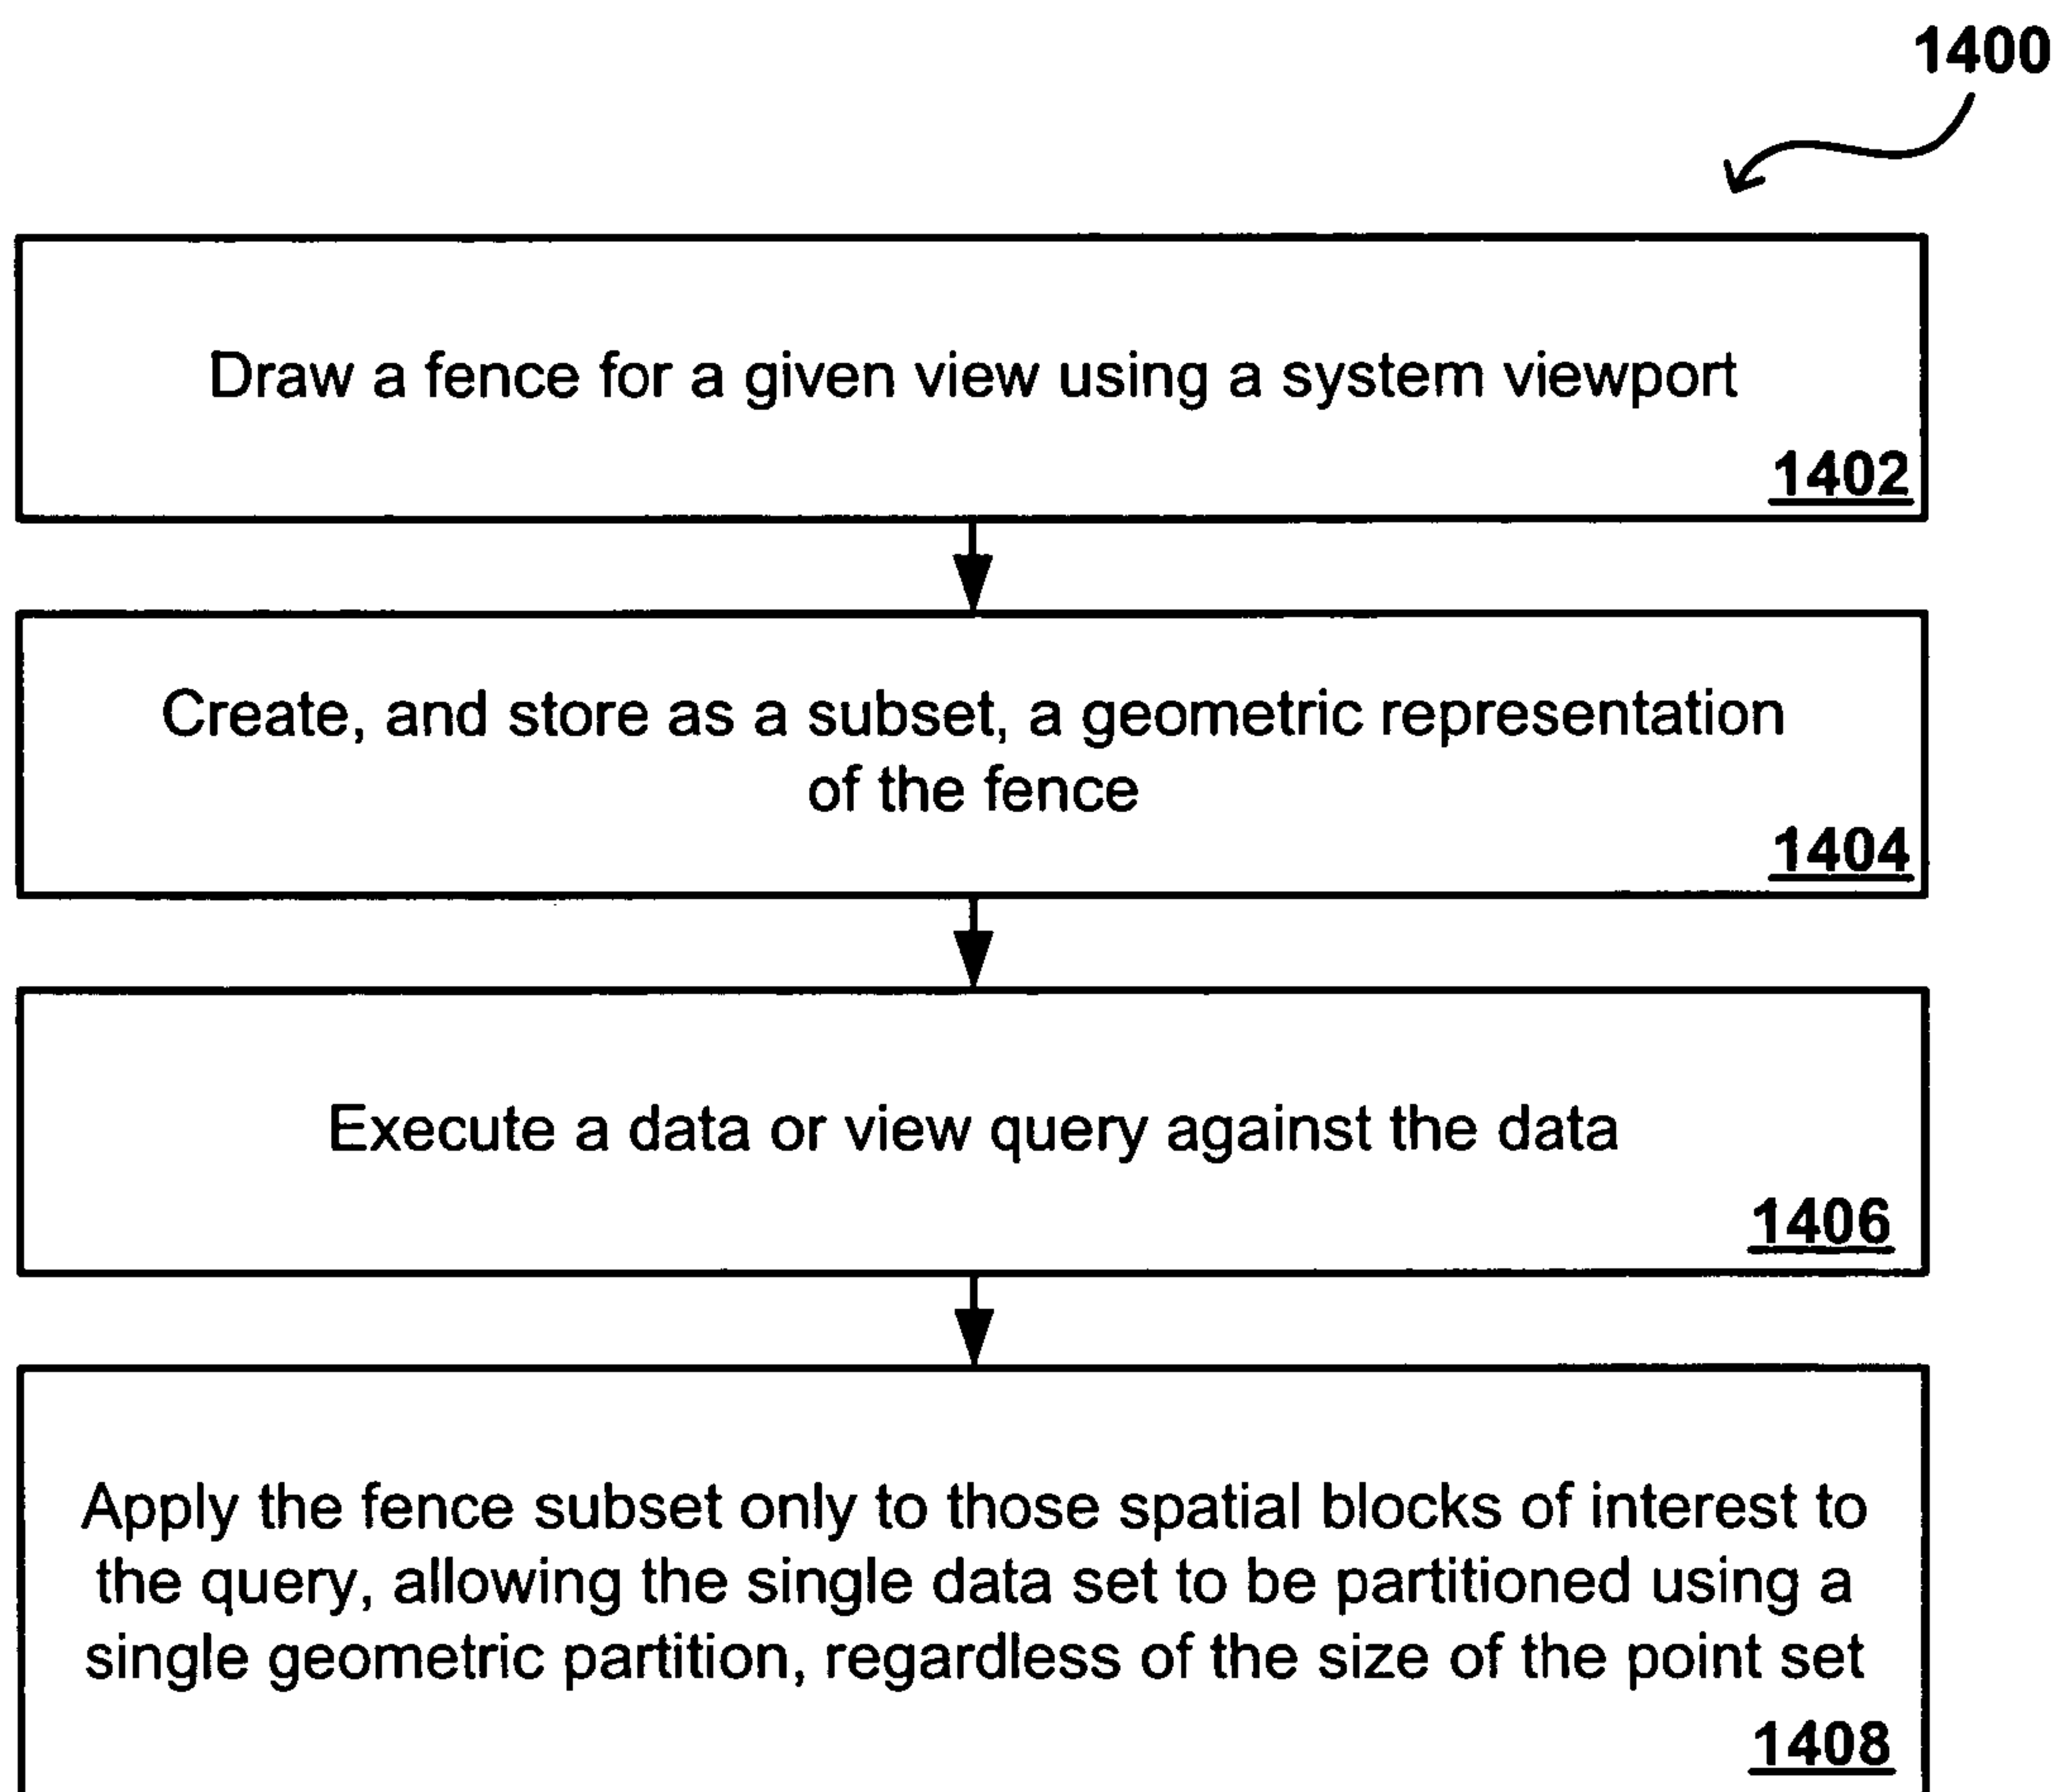 1400
Draw a fence for a given view using a system viewport
1402
Create, and store as a subset, a geometric representation
of the fence
1404
Execute a data or view query against the data
1406
Apply the fence subset only to those spatial blocks of interest to
the query, allowing the single data set to be partitioned using a
single geometric partition, regardless of the size of the point set
1408